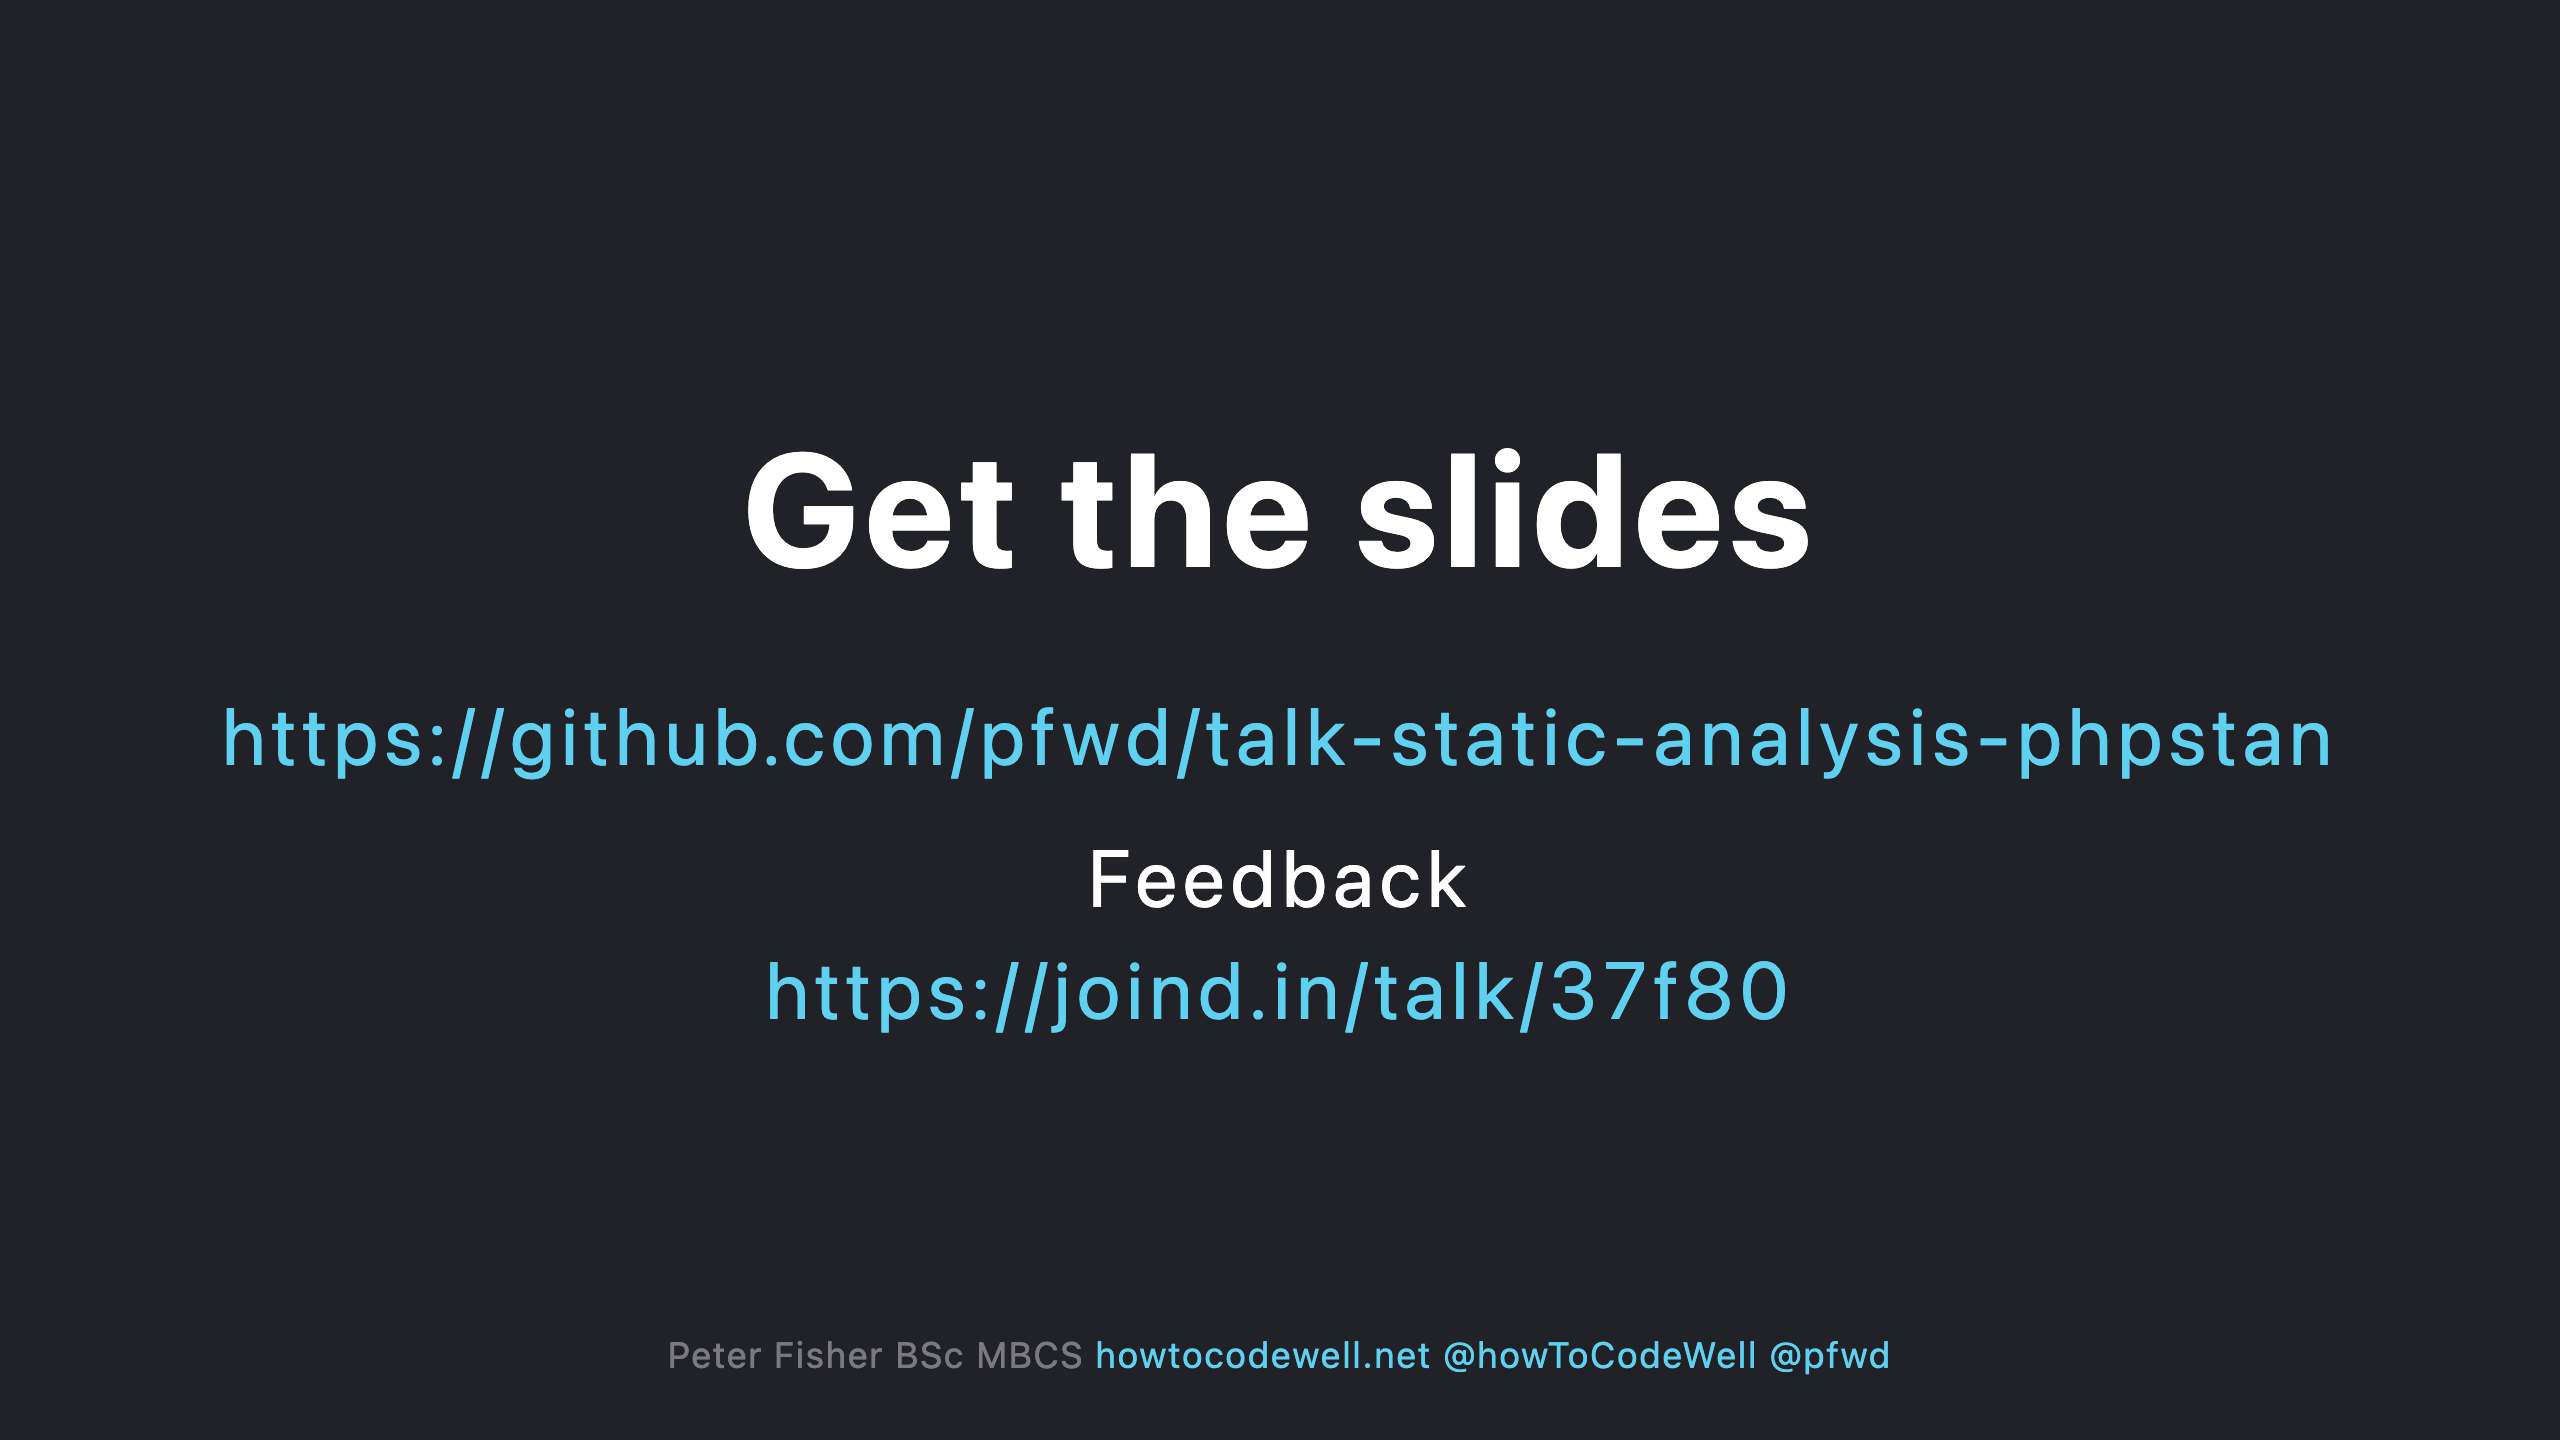 Get the slides
https://github.com/pfwd/talk-static-analysis-phpstan
Feedback
https://joind.in/talk/37f80
Peter Fisher BSc MBCS howtocodewell.net @howToCodeWell @pfwd